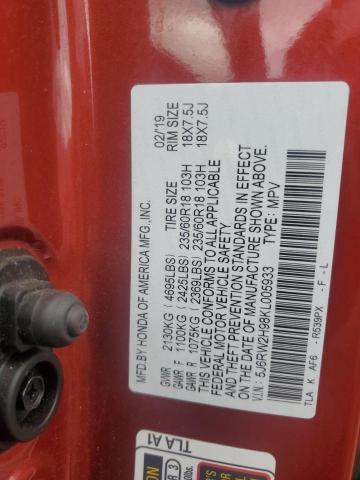 MFD.BY HONDA OF AMERICA MFG.,INC. 02/'19
TIRE SIZE RIM SIZE
GVWR 2130KG (4695LBS)
GAWR F 1100KG (2425LBS) 235/60R18 103H 18X7.5J
GAWR R 1075KG (2369LBS) 235/60R18 103H 18X7.5J
THIS VEHICLE CONFORMS TO ALL APPLICABLE
FEDERAL MOTOR VEHICLE SAFETY
AND THEFT PREVENTION STANDARDS IN EFFECT
ON THE DATE OF MANUFACTURE SHOWN ABOVE.
V.I.N.: 5J6RW2H98KL006933 TYPE: MPV
TLA K AF6 - R539PX - F - L
TLA A1